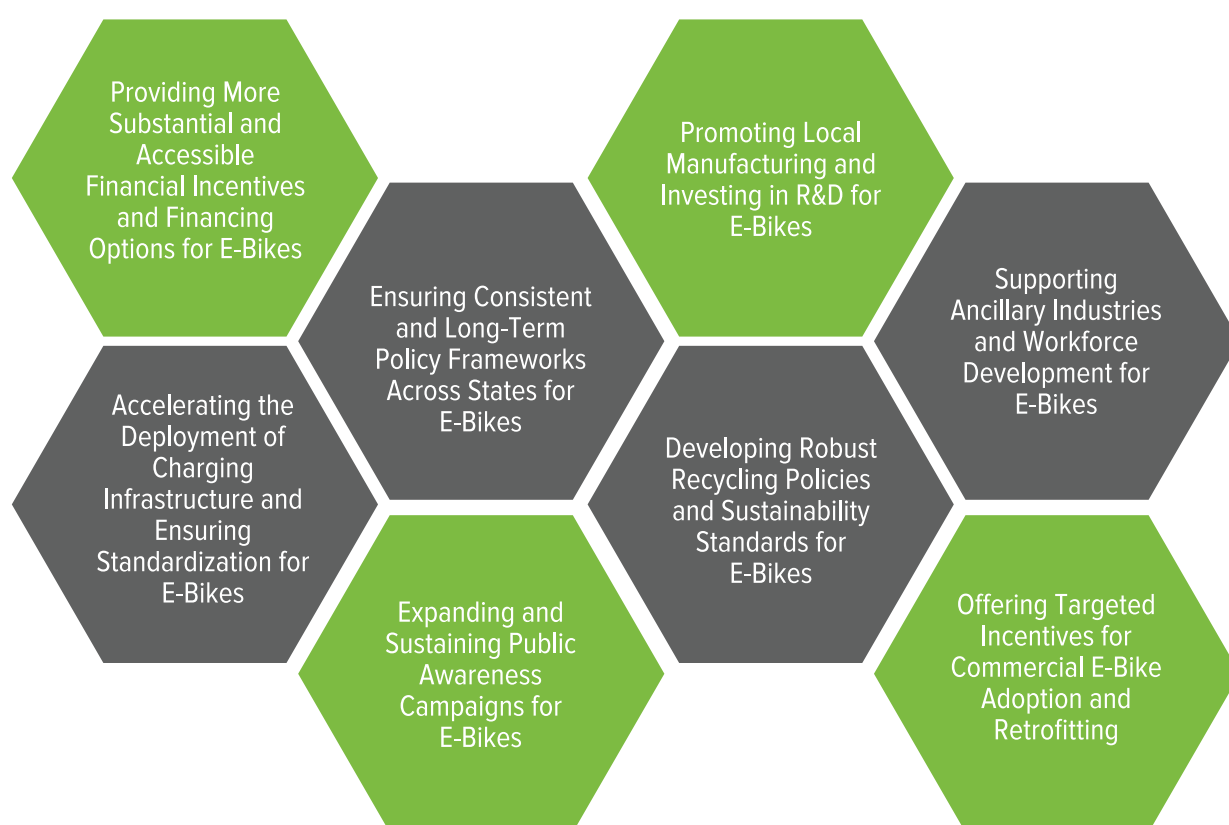 Providing More
Substantial and
Accessible
Financial Incentives
and Financing
Options for E-Bikes
Promoting Local
Manufacturing and
Investing in R&D for
E-Bikes
Ensuring Consistent
and Long-Term
Policy Frameworks
Across States for
E-Bikes
Supporting
Ancillary Industries
and Workforce
Development for
E-Bikes
Accelerating the
Deployment of
Charging
Infrastructure and
Ensuring
Standardization for
E-Bikes
Developing Robust
Recycling Policies
and Sustainability
Standards for
E-Bikes
Expanding and
Sustaining Public
Awareness
Campaigns for
E-Bikes
Offering Targeted
Incentives for
Commercial E-Bike
Adoption and
Retrofitting